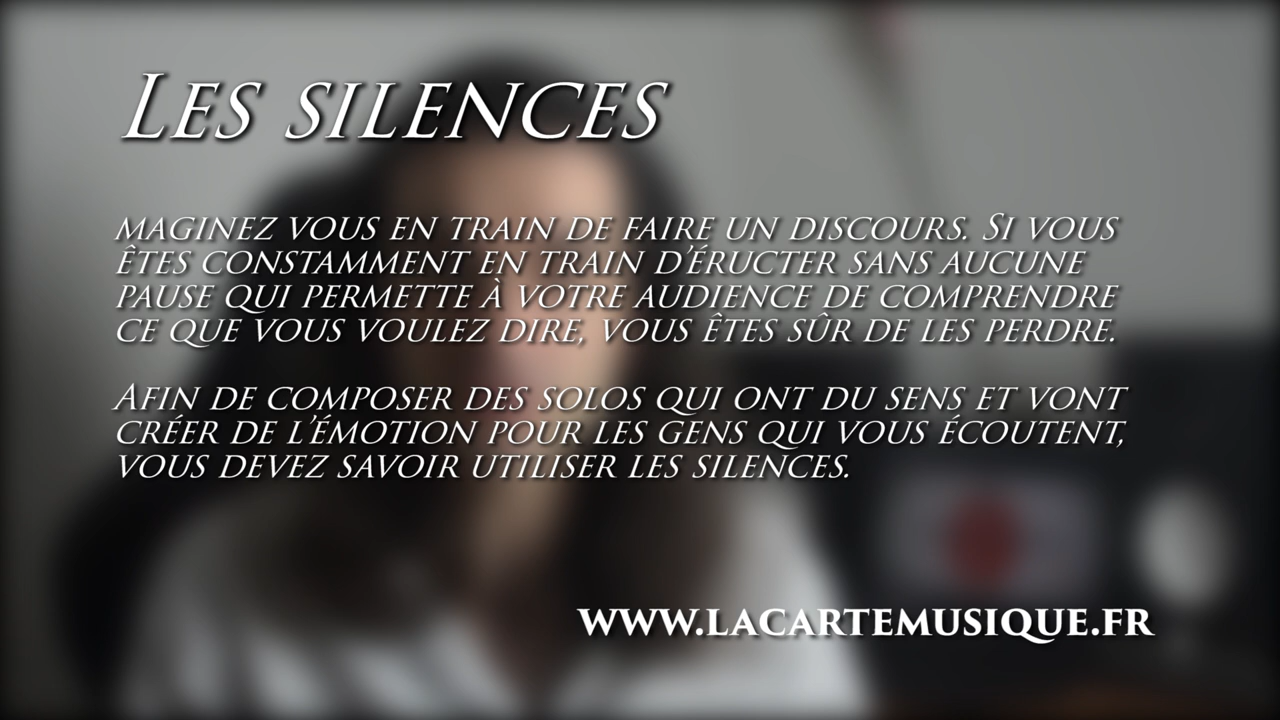 Les silences
maginez vous en train de faire un discours. Si vous
êtes constamment en train d'éructer sans aucune
pause qui permette à votre audience de comprendre
ce que vous voulez dire, vous êtes sûr de les perdre.
Afin de composer des solos qui ont du sens et vont
créer de l'émotion pour les gens qui vous écoutent,
vous devez savoir utiliser les silences.
www.lacartemusique.fr